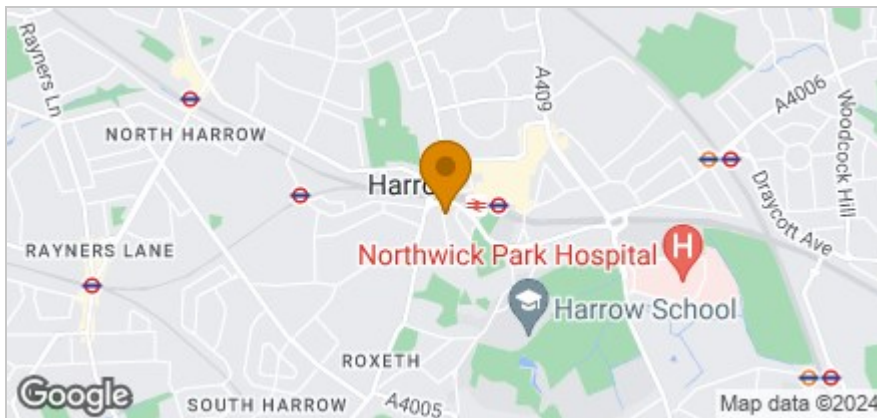 Rayners Ln
A409
A4006
Woodcock Hill
NORTH HARROW
Harro
Draycott Ave
RAYNERS LANE
Northwick Park Hospital
H
Harrow School
ROXETH
Google
SOUTH HARROW
A4005
Map data ©2024